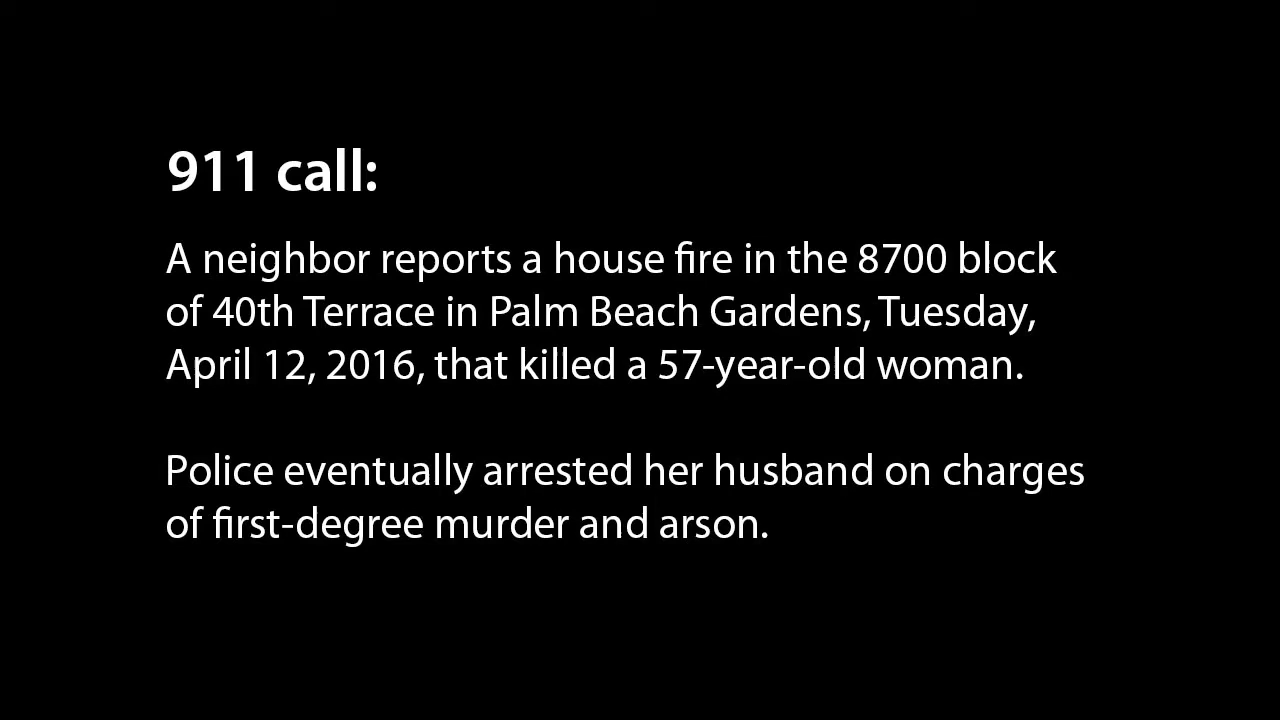 911 call:
A neighbor reports a house fire in the 8700 block
of 40th Terrace in Palm Beach Gardens, Tuesday,
April 12, 2016, that killed a 57-year-old woman.
Police eventually arrested her husband on charges
of first-degree murder and arson.